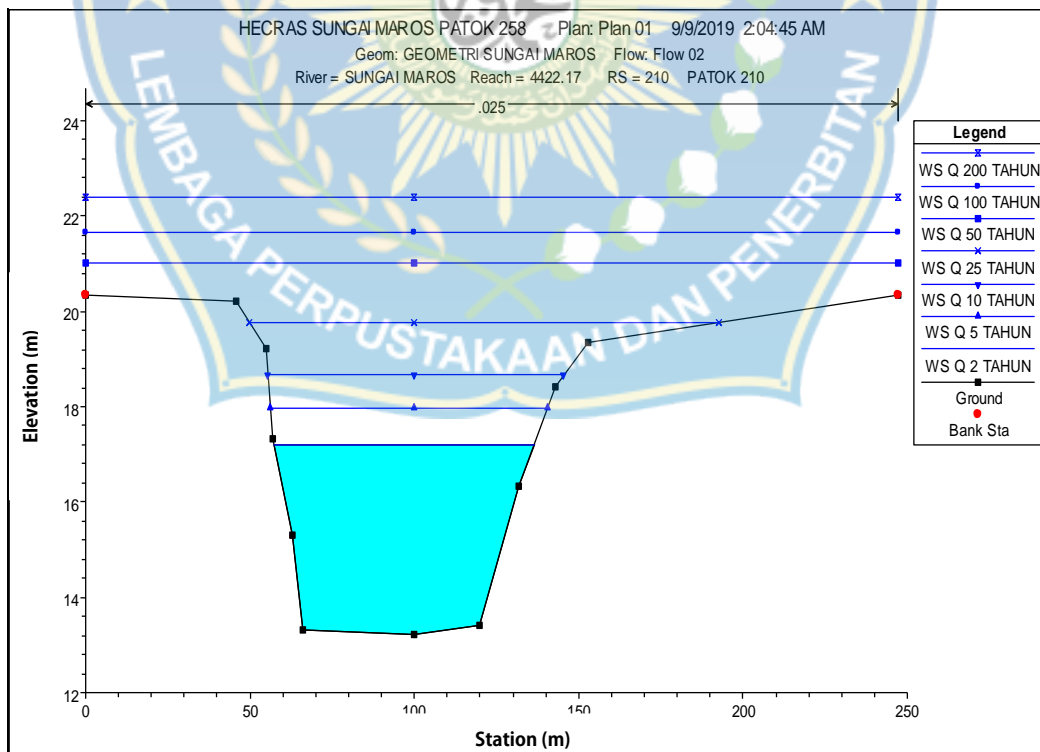 HECRAS SUNGAI MAROS PATOK 258 Plan: Plan 01 9/9/2019 2:04:45 AM
Geom: GEOMETRI SUNGAI MAROS Flow: Flow 02
River = SUNGAI MAROS Reach = 4422.17 RS = 210 PATOK 210
.025
LEMBAGA PERPUSTAKAAN DAN PENERBITAN
24
22
20
18
16
14
12
Elevation (m)
0
50
100
150
200
250
Station (m)
Legend
WS Q 200 TAHUN
WS Q 100 TAHUN
WS Q 50 TAHUN
WS Q 25 TAHUN
WS Q 10 TAHUN
WS Q 5 TAHUN
WS Q 2 TAHUN
Ground
Bank Sta